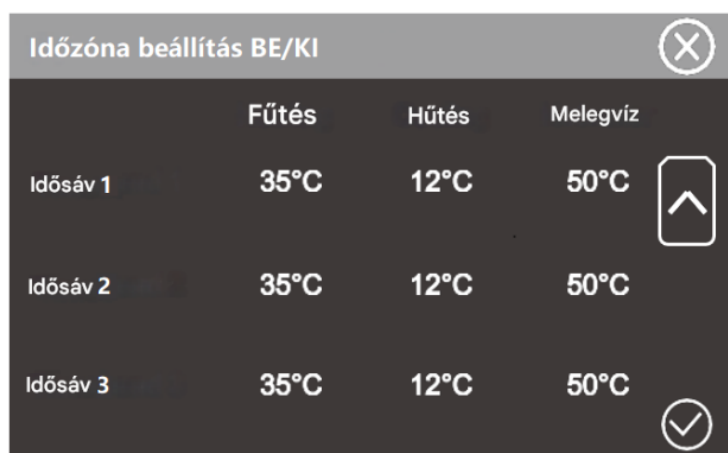 Időzóna beállítás BE/KI
Fűtés Hűtés Melegvíz
Idősáv 1 35°C 12°C 50°C
Idősáv 2 35°C 12°C 50°C
Idősáv 3 35°C 12°C 50°C